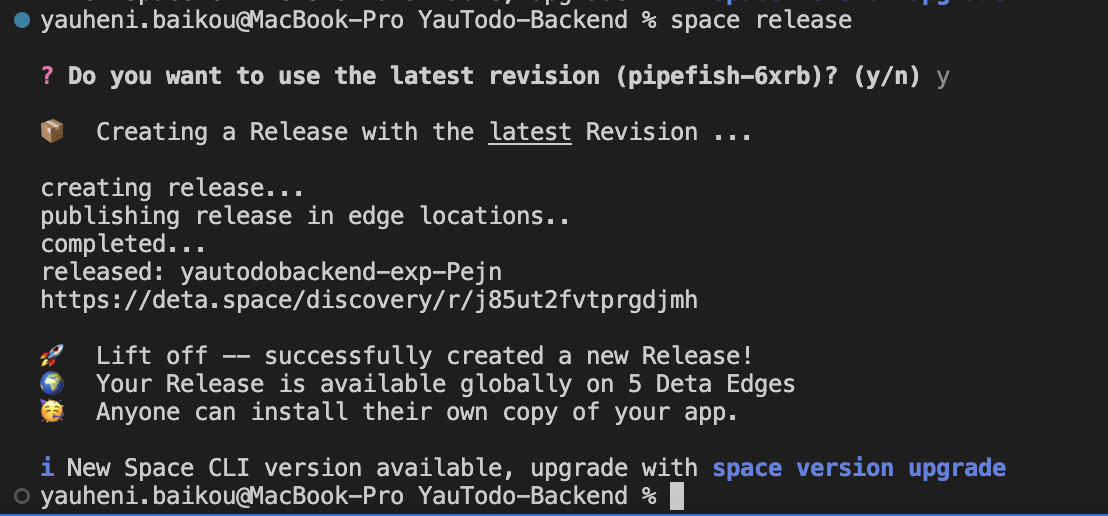 yauheni.baikou@MacBook-Pro YauTodo-Backend % space release
? Do you want to use the latest revision (pipefish-6xrb)? (y/n) y
📦 Creating a Release with the latest Revision ...
creating release...
publishing release in edge locations..
completed...
released: yautodobackend-exp-Pejn
https://deta.space/discovery/r/j85ut2fvtprgdjmh
🚀 Lift off -- successfully created a new Release!
🌍 Your Release is available globally on 5 Deta Edges
🥳 Anyone can install their own copy of your app.
i New Space CLI version available, upgrade with space version upgrade
yauheni.baikou@MacBook-Pro YauTodo-Backend %